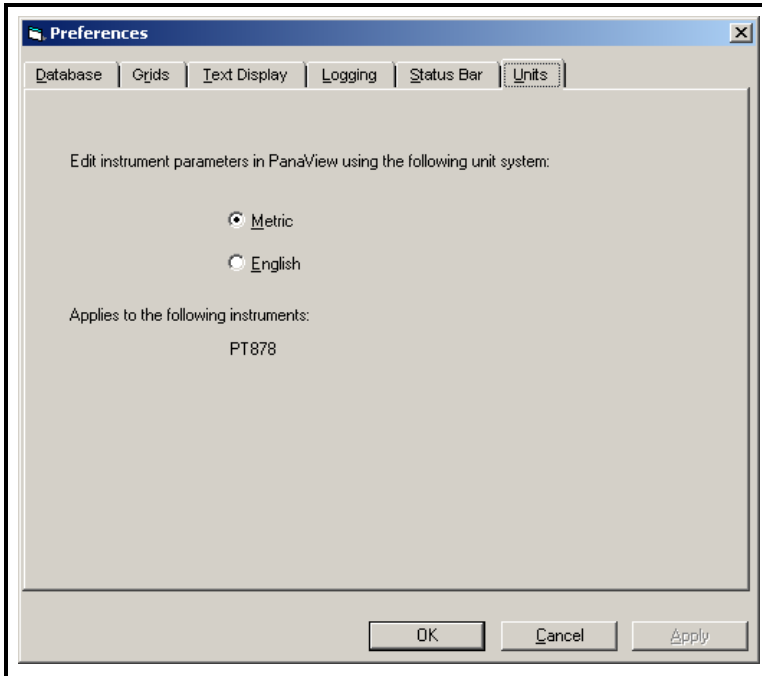 Preferences
Database Grids Text Display Logging Status Bar Units
Edit instrument parameters in PanaView using the following unit system:
Metric
English
Applies to the following instruments:
PT878
OK Cancel Apply